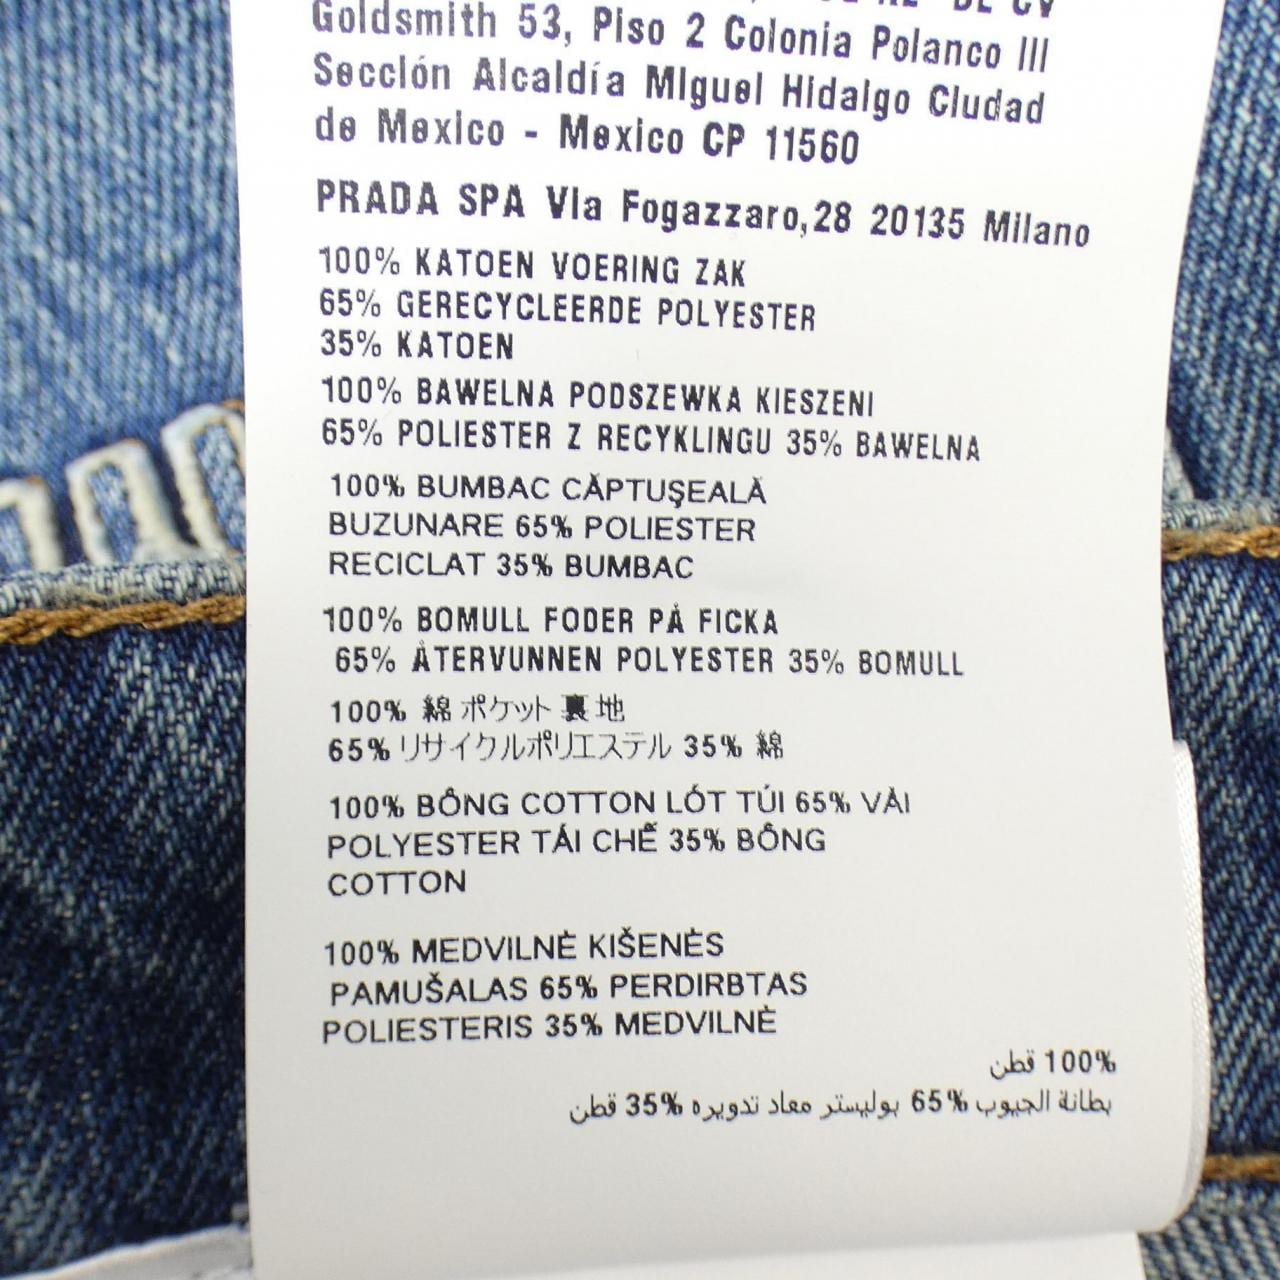 DE CV
Goldsmith 53, Piso 2 Colonia Polanco III
Sección Alcaldía Miguel Hidalgo Ciudad
de Mexico - Mexico CP 11560
PRADA SPA Via Fogazzaro,28 20135 Milano
100% KATOEN VOERING ZAK
65% GERECYCLEERDE POLYESTER
35% KATOEN
100% BAWELNA PODSZEWKA KIESZENI
65% POLIESTER Z RECYKLINGU 35% BAWELNA
100% BUMBAC CĂPTUŞEALĂ
BUZUNARE 65% POLIESTER
RECICLAT 35% BUMBAC
100% BOMULL FODER PÅ FICKA
65% ÅTERVUNNEN POLYESTER 35% BOMULL
100% 綿 ポケット 裏 地
65% リサイクルポリエステル 35% 綿
100% BÔNG COTTON LÓT TÚI 65% VẢI
POLYESTER TÁI CHẾ 35% BÔNG
COTTON
100% MEDVILNĖ KIŠENĖS
PAMUŠALAS 65% PERDIRBTAS
POLIESTERIS 35% MEDVILNĖ
100% قطن
بطانة الجيوب 65% بوليستر معاد تدويره 35% قطن